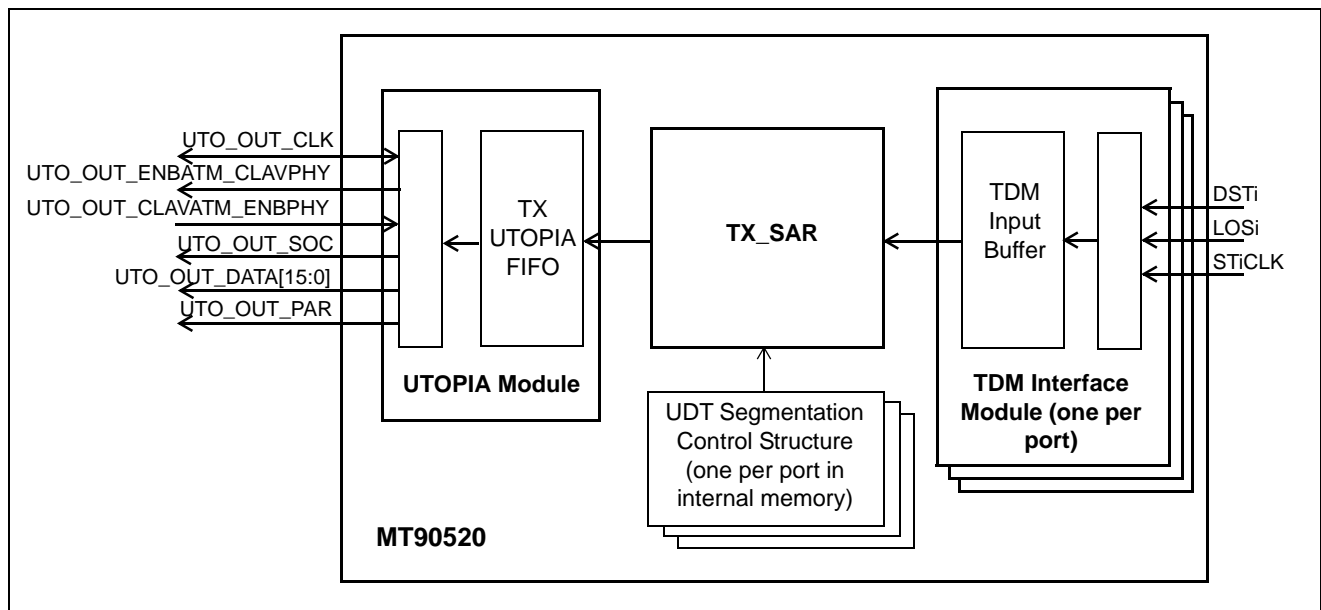 UTO_OUT_CLK
UTO_OUT_ENBATM_CLAVPHY
UTO_OUT_CLAVATM_ENBPHY
UTO_OUT_SOC
UTO_OUT_DATA[15:0]
UTO_OUT_PAR
TX
UTOPIA
FIFO
UTOPIA Module
TX_SAR
UDT Segmentation
Control Structure
(one per port in
internal memory)
TDM
Input
Buffer
TDM Interface
Module (one per
port)
DSTi
LOSi
STiCLK
MT90520